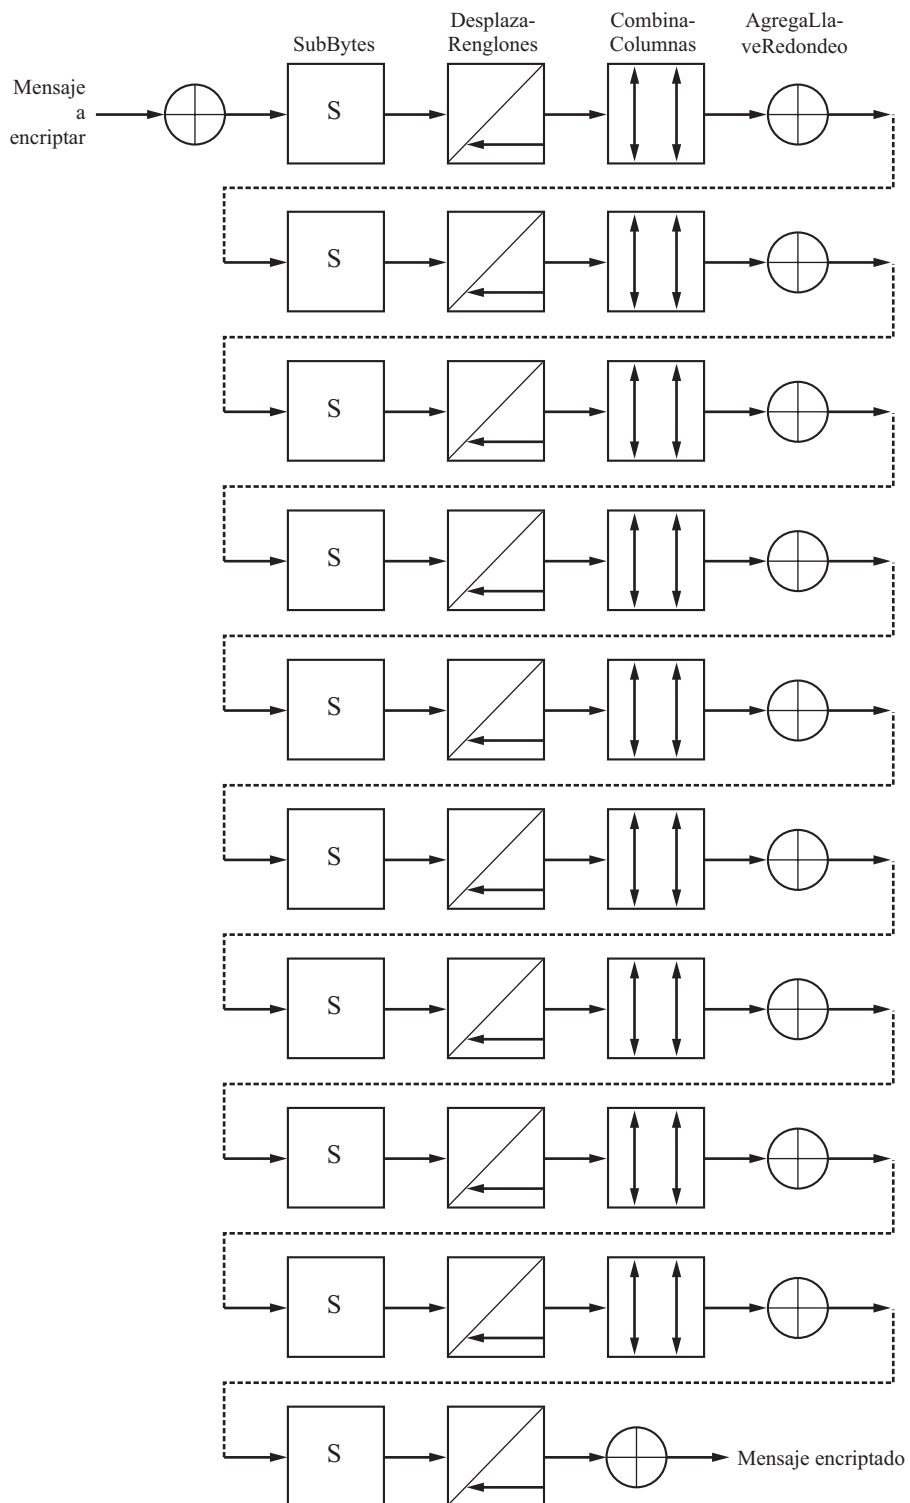 SubBytes
Desplaza-
Renglones
Combina-
Columnas
AgregaLla-
veRedondeo
Mensaje
a
encriptar
S
S
S
S
S
S
S
S
S
S
Mensaje encriptado